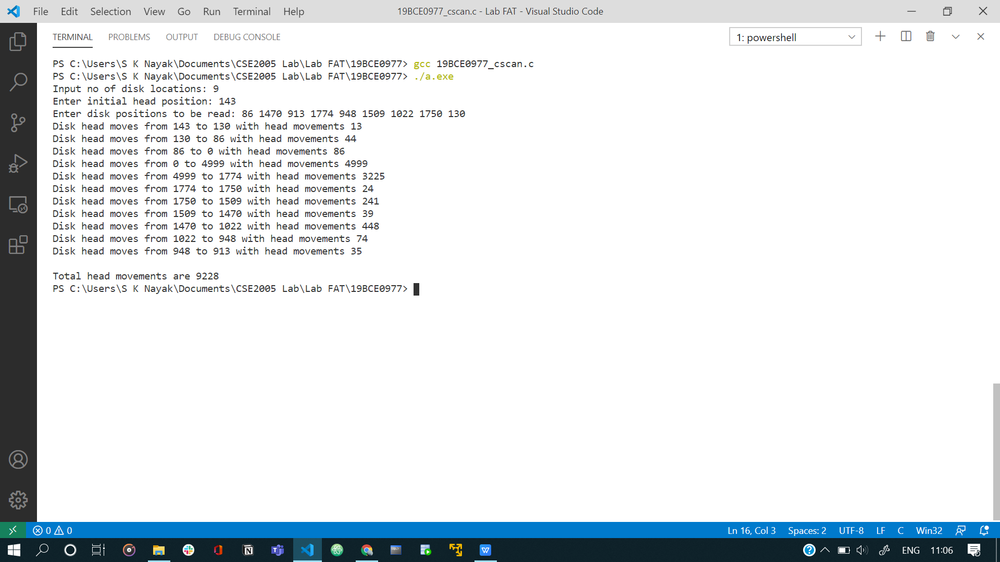 File Edit Selection View Go Run Terminal Help 19BCE0977_cscan.c - Lab FAT - Visual Studio Code
TERMINAL PROBLEMS OUTPUT DEBUG CONSOLE 1: powershell
PS C:\Users\S K Nayak\Documents\CSE2005 Lab\Lab FAT\19BCE0977> gcc 19BCE0977_cscan.c
PS C:\Users\S K Nayak\Documents\CSE2005 Lab\Lab FAT\19BCE0977> ./a.exe
Input no of disk locations: 9
Enter initial head position: 143
Enter disk positions to be read: 86 1470 913 1774 948 1509 1022 1750 130
Disk head moves from 143 to 130 with head movements 13
Disk head moves from 130 to 86 with head movements 44
Disk head moves from 86 to 0 with head movements 86
Disk head moves from 0 to 4999 with head movements 4999
Disk head moves from 4999 to 1774 with head movements 3225
Disk head moves from 1774 to 1750 with head movements 24
Disk head moves from 1750 to 1509 with head movements 241
Disk head moves from 1509 to 1470 with head movements 39
Disk head moves from 1470 to 1022 with head movements 448
Disk head moves from 1022 to 948 with head movements 74
Disk head moves from 948 to 913 with head movements 35
Total head movements are 9228
PS C:\Users\S K Nayak\Documents\CSE2005 Lab\Lab FAT\19BCE0977>
0 0 Ln 16, Col 3 Spaces: 2 UTF-8 LF C Win32
ENG 11:06